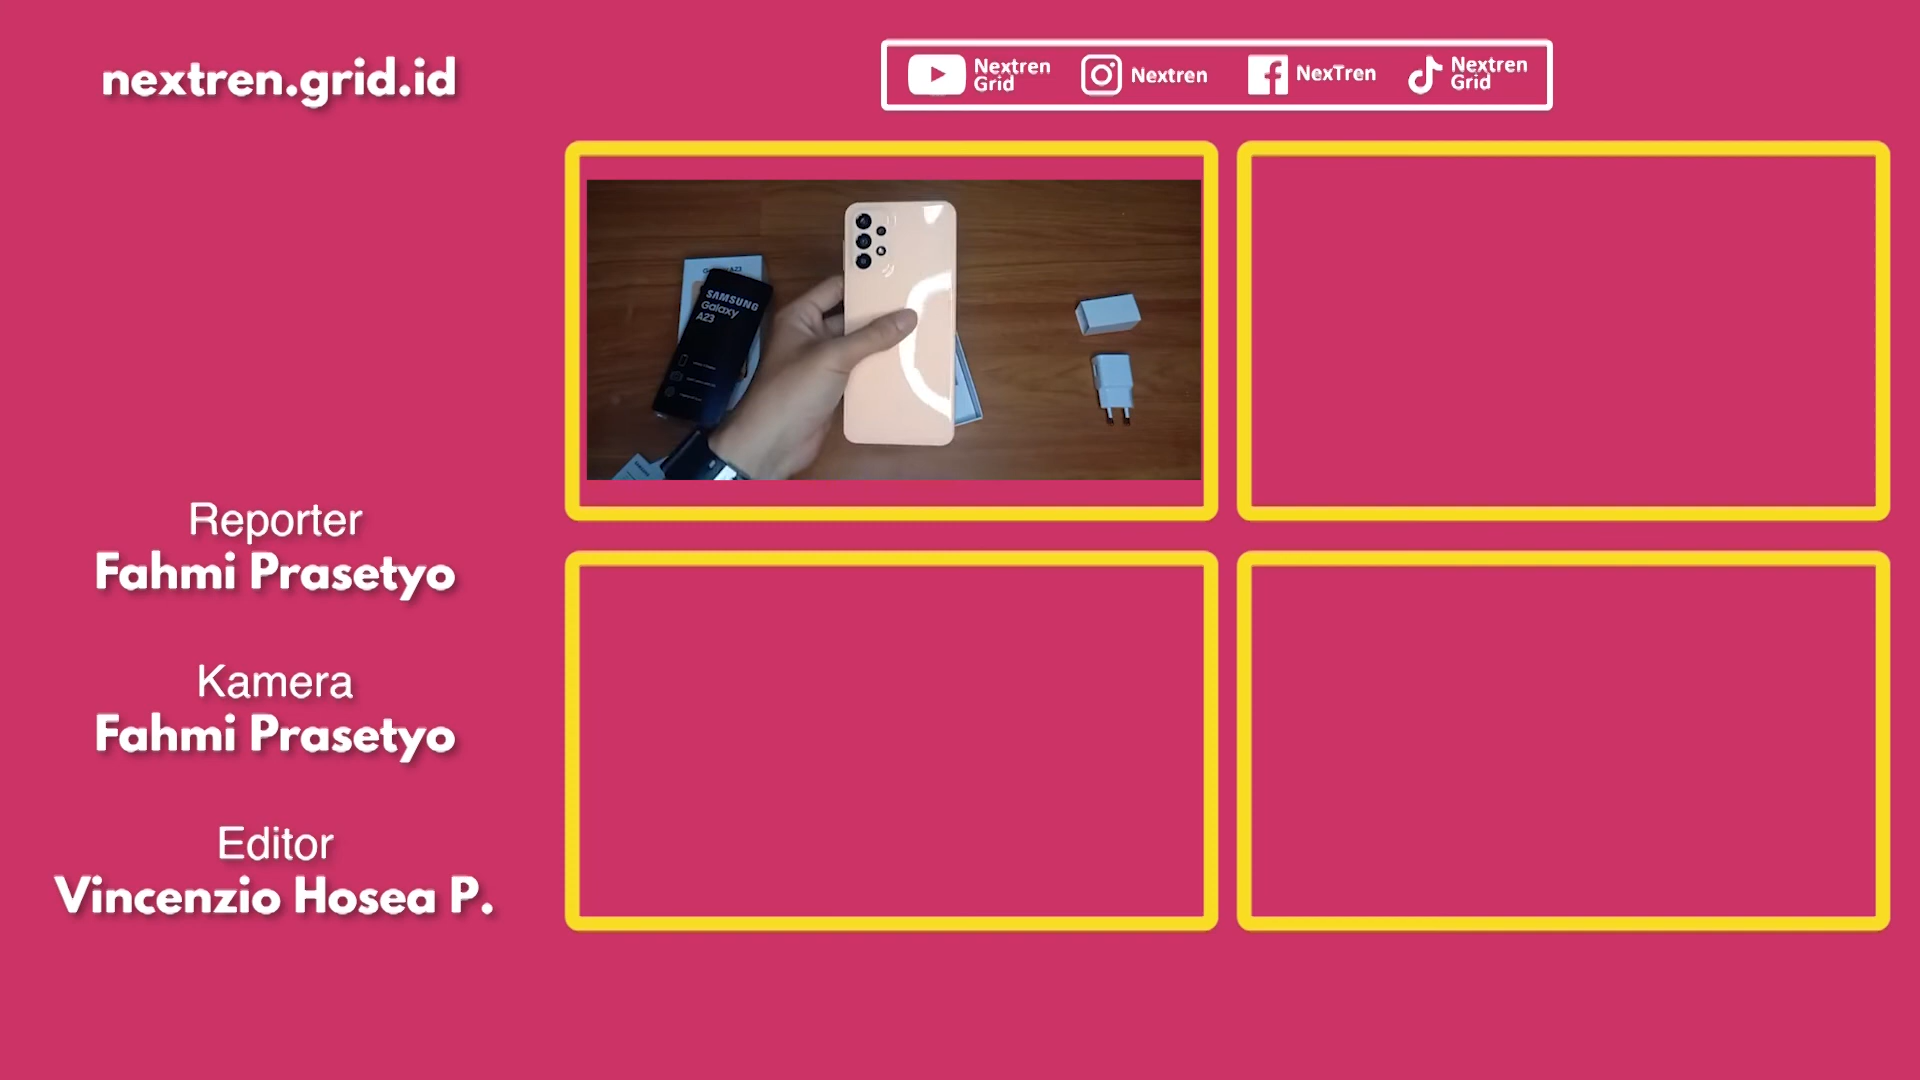 nextren.grid.id
Nextren
Grid
Nextren
NexTren
Nextren
Grid
SAMSUNG
Galaxy
A23
Reporter
Fahmi Prasetyo
Kamera
Fahmi Prasetyo
Editor
Vincenzio Hosea P.